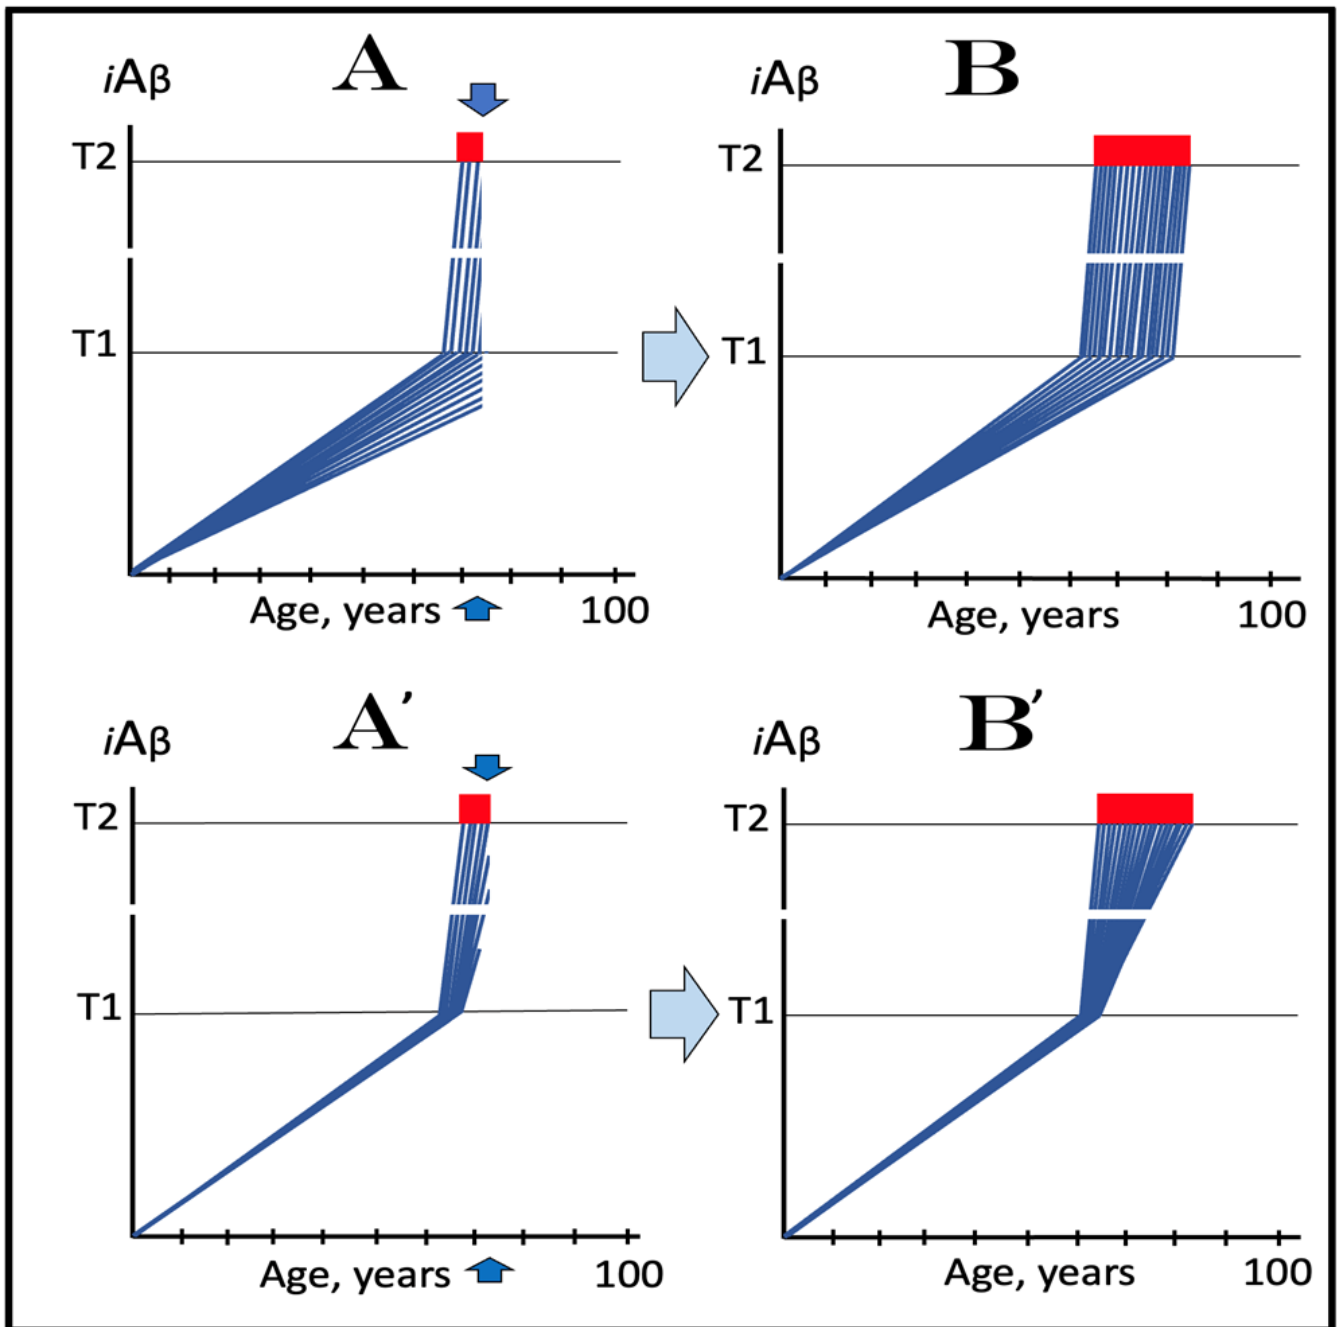 A
iAβ
T2
T1
Age, years
100
B
iAβ
T2
T1
Age, years
100
A′
iAβ
T2
T1
Age, years
100
B′
iAβ
T2
T1
Age, years
100